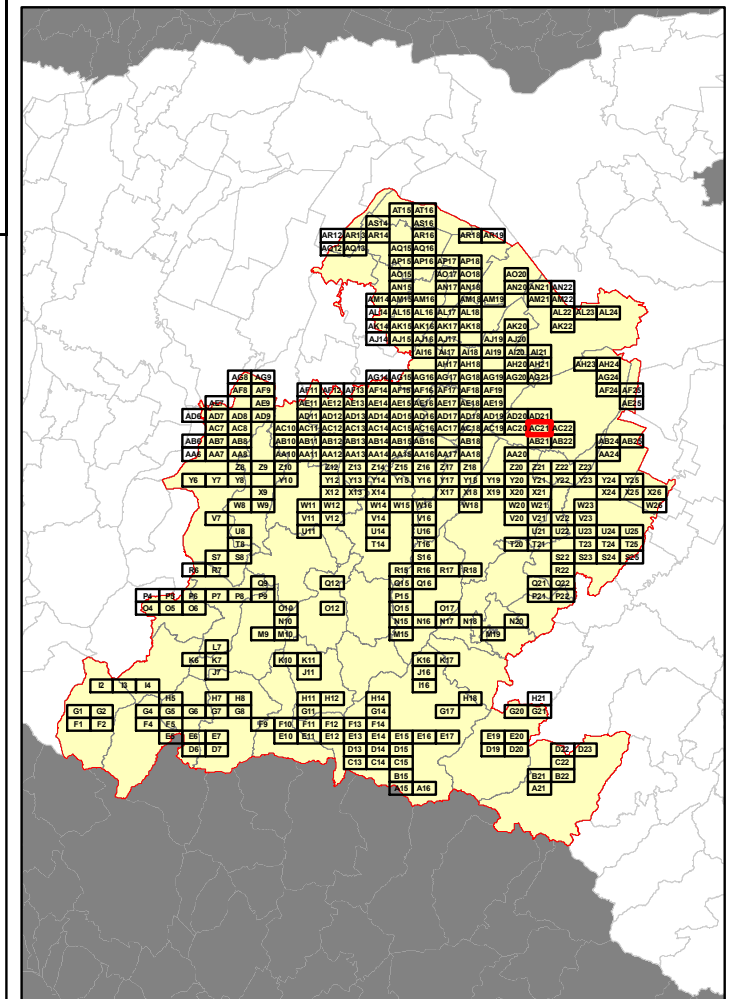 AT15 AT16
AS14 AS16
AR12 AR13 AR14 AR16 AR18 AR19
AQ12 AQ13 AQ15 AQ16
AP15 AP16 AP17 AP18
AO15 AO17 AO18 AO20
AN15 AN17 AN18 AN20 AN21 AN22
AM14 AM15 AM16 AM18 AM19 AM21 AM22
AL14 AL15 AL16 AL17 AL18 AL22 AL23 AL24
AK14 AK15 AK16 AK17 AK18 AK20 AK22
AJ14 AJ15 AJ16 AJ17 AJ19 AJ20
AI16 AI17 AI18 AI19 AI20 AI21
AH17 AH18 AH20 AH21 AH23 AH24
AG8 AG9 AG14 AG15 AG16 AG17 AG18 AG19 AG20 AG21 AG24
AF8 AF9 AF11 AF12 AF13 AF14 AF15 AF16 AF17 AF18 AF19 AF24 AF25
AE7 AE9 AE11 AE12 AE13 AE14 AE15 AE16 AE17 AE18 AE19 AE25
AD6 AD7 AD8 AD9 AD11 AD12 AD13 AD14 AD15 AD16 AD17 AD18 AD19 AD20 AD21
AC7 AC8 AC10 AC11 AC12 AC13 AC14 AC15 AC16 AC17 AC18 AC19 AC20 AC21 AC22
AB6 AB7 AB8 AB10 AB11 AB12 AB13 AB14 AB15 AB16 AB17 AB18 AB21 AB22 AB24 AB25
AA6 AA7 AA8 AA10 AA11 AA12 AA13 AA14 AA15 AA16 AA17 AA18 AA20 AA24
Z8 Z9 Z10 Z12 Z13 Z14 Z15 Z16 Z17 Z18 Z20 Z21 Z22 Z23
Y6 Y7 Y8 Y10 Y12 Y13 Y14 Y15 Y16 Y17 Y18 Y19 Y20 Y21 Y22 Y23 Y24 Y25
X9 X12 X13 X14 X17 X18 X19 X20 X21 X24 X25 X26
W8 W9 W11 W12 W14 W15 W16 W18 W20 W21 W23 W26
V7 V11 V12 V14 V16 V20 V21 V22 V23
U8 U11 U14 U16 U21 U22 U23 U24 U25
T8 T14 T16 T20 T21 T23 T24 T25
S7 S8 S16 S22 S23 S24 S25
R6 R7 R15 R16 R17 R18 R22
Q9 Q12 Q15 Q16 Q21 Q22
P4 P5 P6 P7 P8 P9 P15 P21 P22
O4 O5 O6 O10 O12 O15 O17
N10 N15 N16 N17 N18 N20
M9 M10 M15 M19
L7
K6 K7 K10 K11 K16 K17
J7 J11 J16
I2 I3 I4 I16
H5 H7 H8 H11 H12 H14 H18 H21
G1 G2 G4 G5 G6 G7 G8 G11 G14 G17 G20 G21
F1 F2 F4 F5 F9 F10 F11 F12 F13 F14
E5 E6 E7 E10 E11 E12 E13 E14 E15 E16 E17 E19 E20
D6 D7 D13 D14 D15 D19 D20 D22 D23
C13 C14 C15 C22
B15 B21 B22
A15 A16 A21